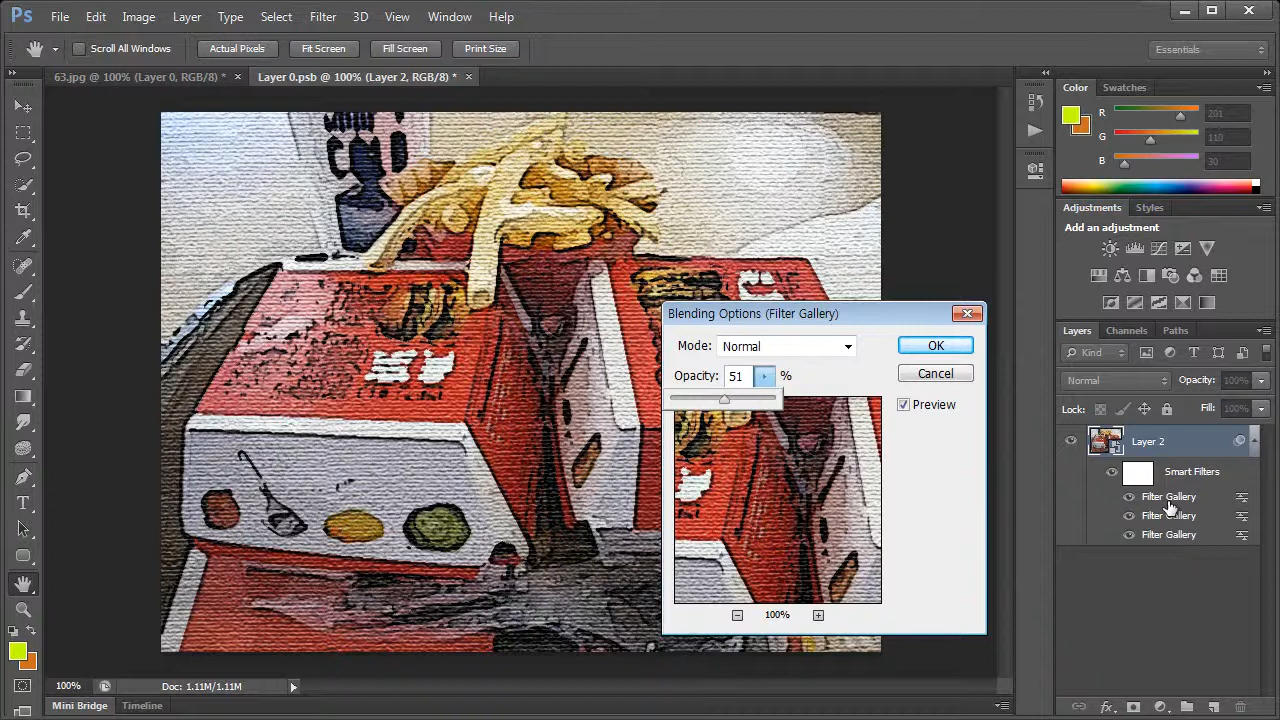 Ps File Edit Image Layer Type Select Filter 3D View Window Help
Scroll All Windows Actual Pixels Fit Screen Fill Screen Print Size Essentials
63.jpg @ 100% (Layer 0, RGB/8) * × Layer 0.psb @ 100% (Layer 2, RGB/8) * ×
Color Swatches
R 201
G 110
B 30
Adjustments Styles
Add an adjustment
Blending Options (Filter Gallery)
Mode: Normal OK
Opacity: 51 % Cancel
Preview
100%
Layers Channels Paths
Kind
Normal Opacity: 100%
Lock: Fill: 100%
Layer 2
Smart Filters
Filter Gallery
Filter Gallery
Filter Gallery
fx
100% Doc: 1.11M/1.11M
Mini Bridge Timeline